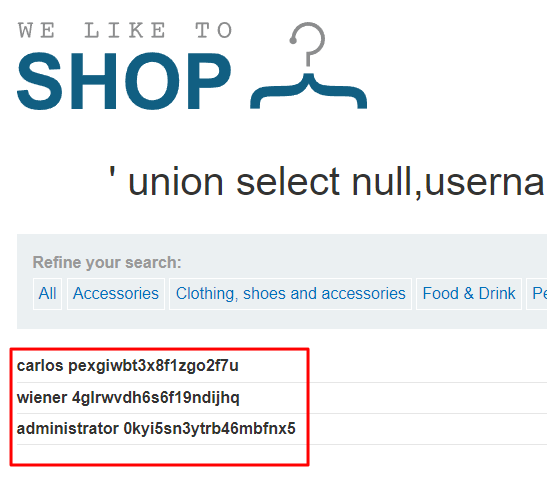 WE LIKE TO
SHOP
' union select null,userna
Refine your search:
All Accessories Clothing, shoes and accessories Food & Drink Pe
carlos pexgiwbt3x8f1zgo2f7u
wiener 4glrwvdh6s6f19ndijhq
administrator 0kyi5sn3ytrb46mbfnx5